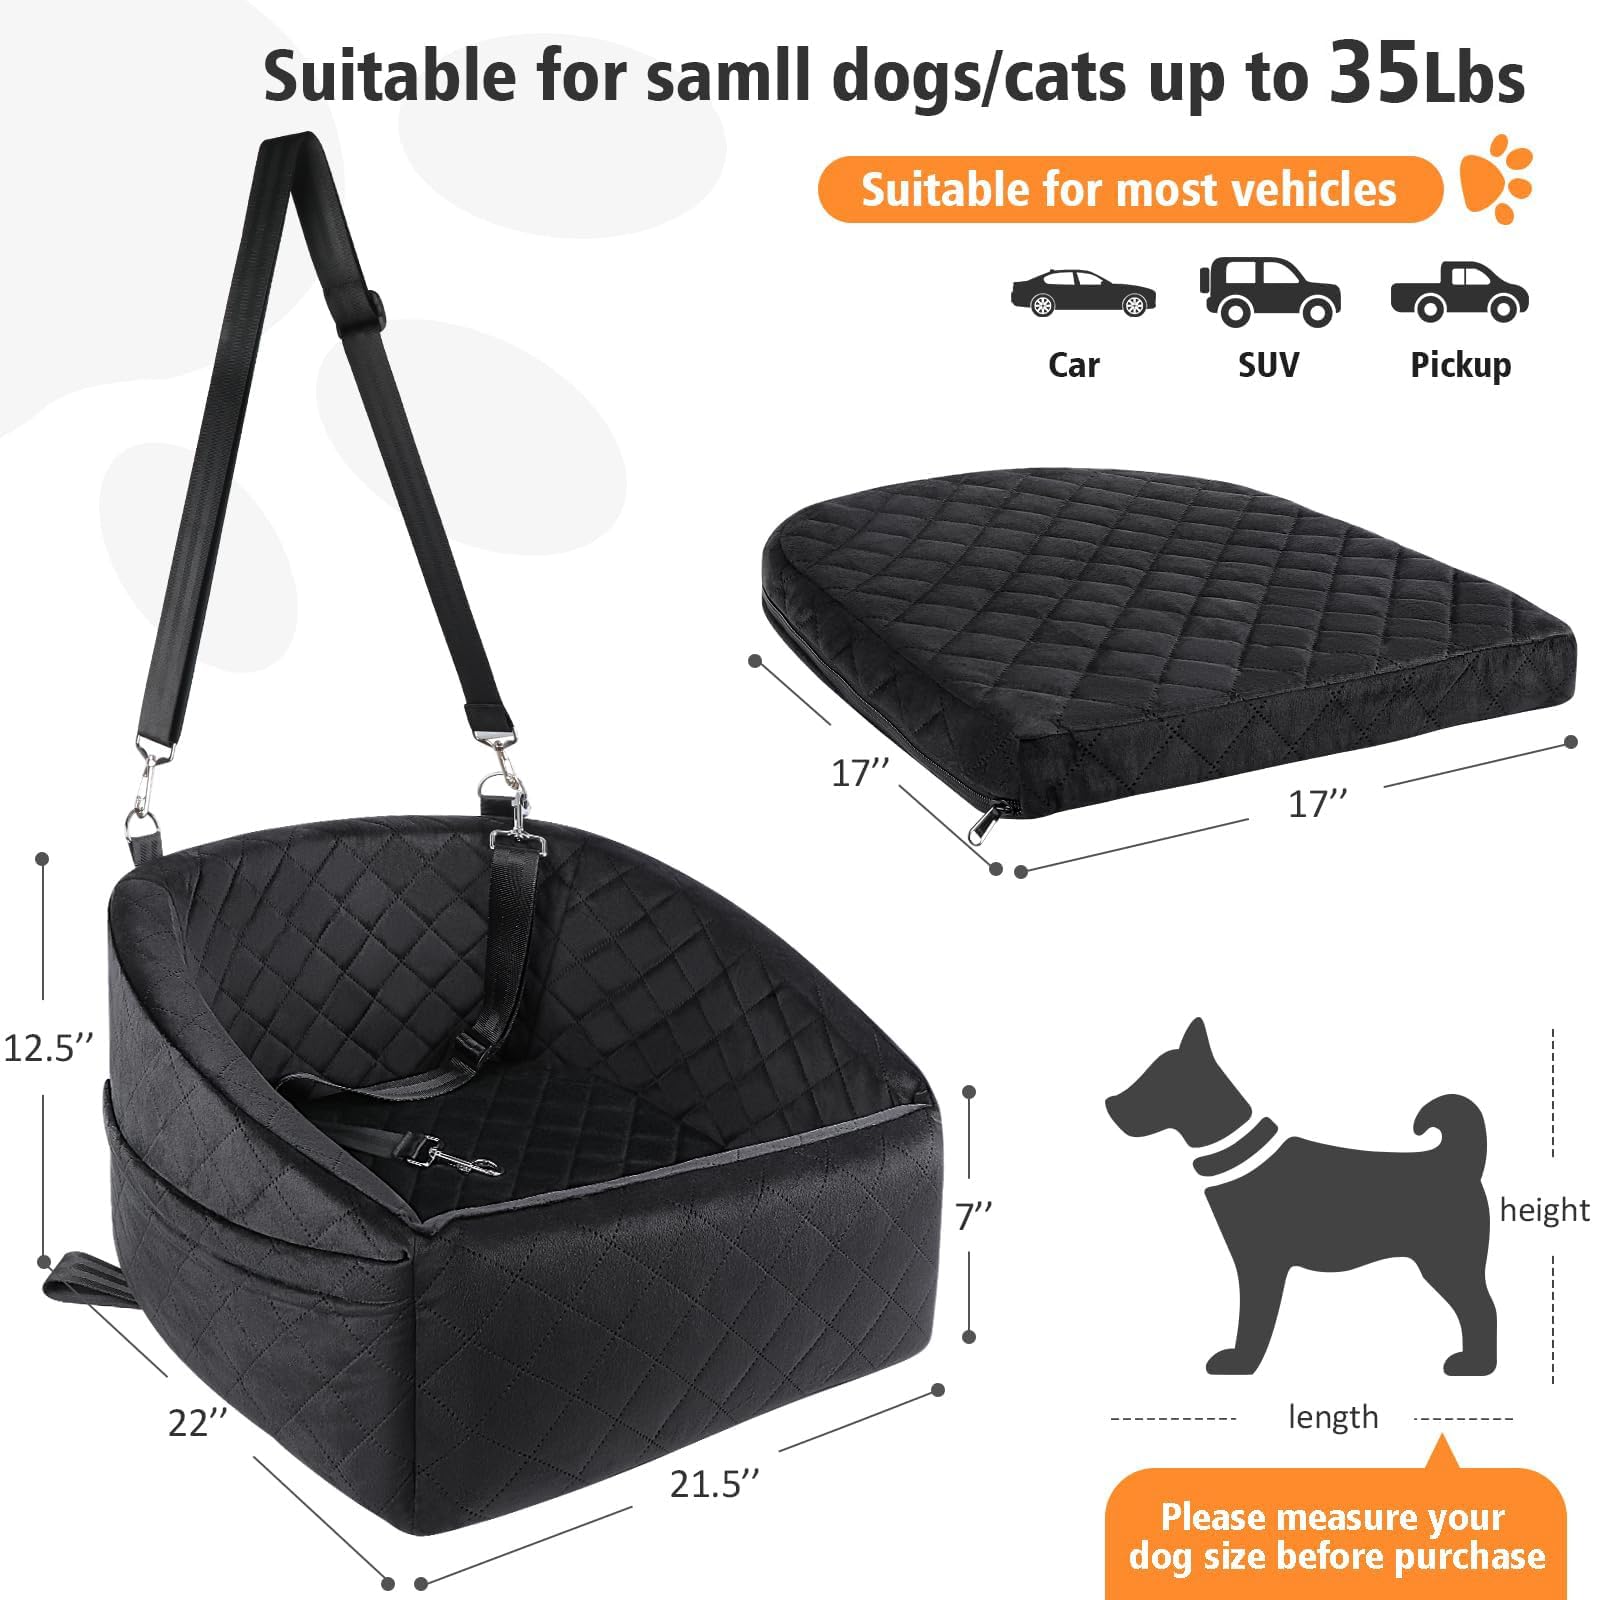 Suitable for samll dogs/cats up to 35Lbs
Suitable for most vehicles
Car
SUV
Pickup
17’’
17’’
12.5’’
7’’
22’’
21.5’’
height
length
Please measure your
dog size before purchase